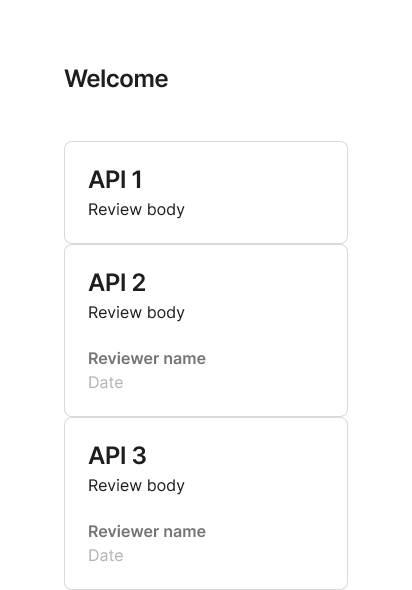 Welcome
API 1
Review body
API 2
Review body
Reviewer name
Date
API 3
Review body
Reviewer name
Date